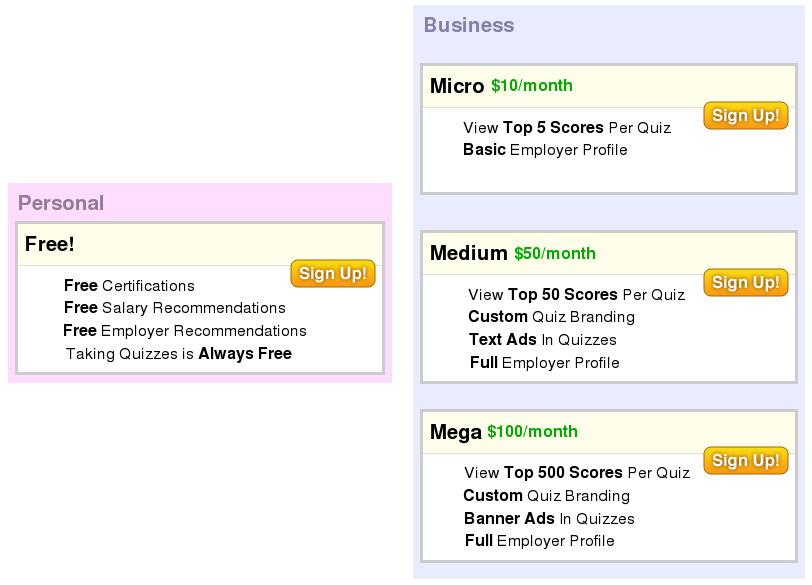 Personal
Free!
Sign Up!
Free Certifications
Free Salary Recommendations
Free Employer Recommendations
Taking Quizzes is Always Free
Business
Micro $10/month
Sign Up!
View Top 5 Scores Per Quiz
Basic Employer Profile
Medium $50/month
Sign Up!
View Top 50 Scores Per Quiz
Custom Quiz Branding
Text Ads In Quizzes
Full Employer Profile
Mega $100/month
Sign Up!
View Top 500 Scores Per Quiz
Custom Quiz Branding
Banner Ads In Quizzes
Full Employer Profile